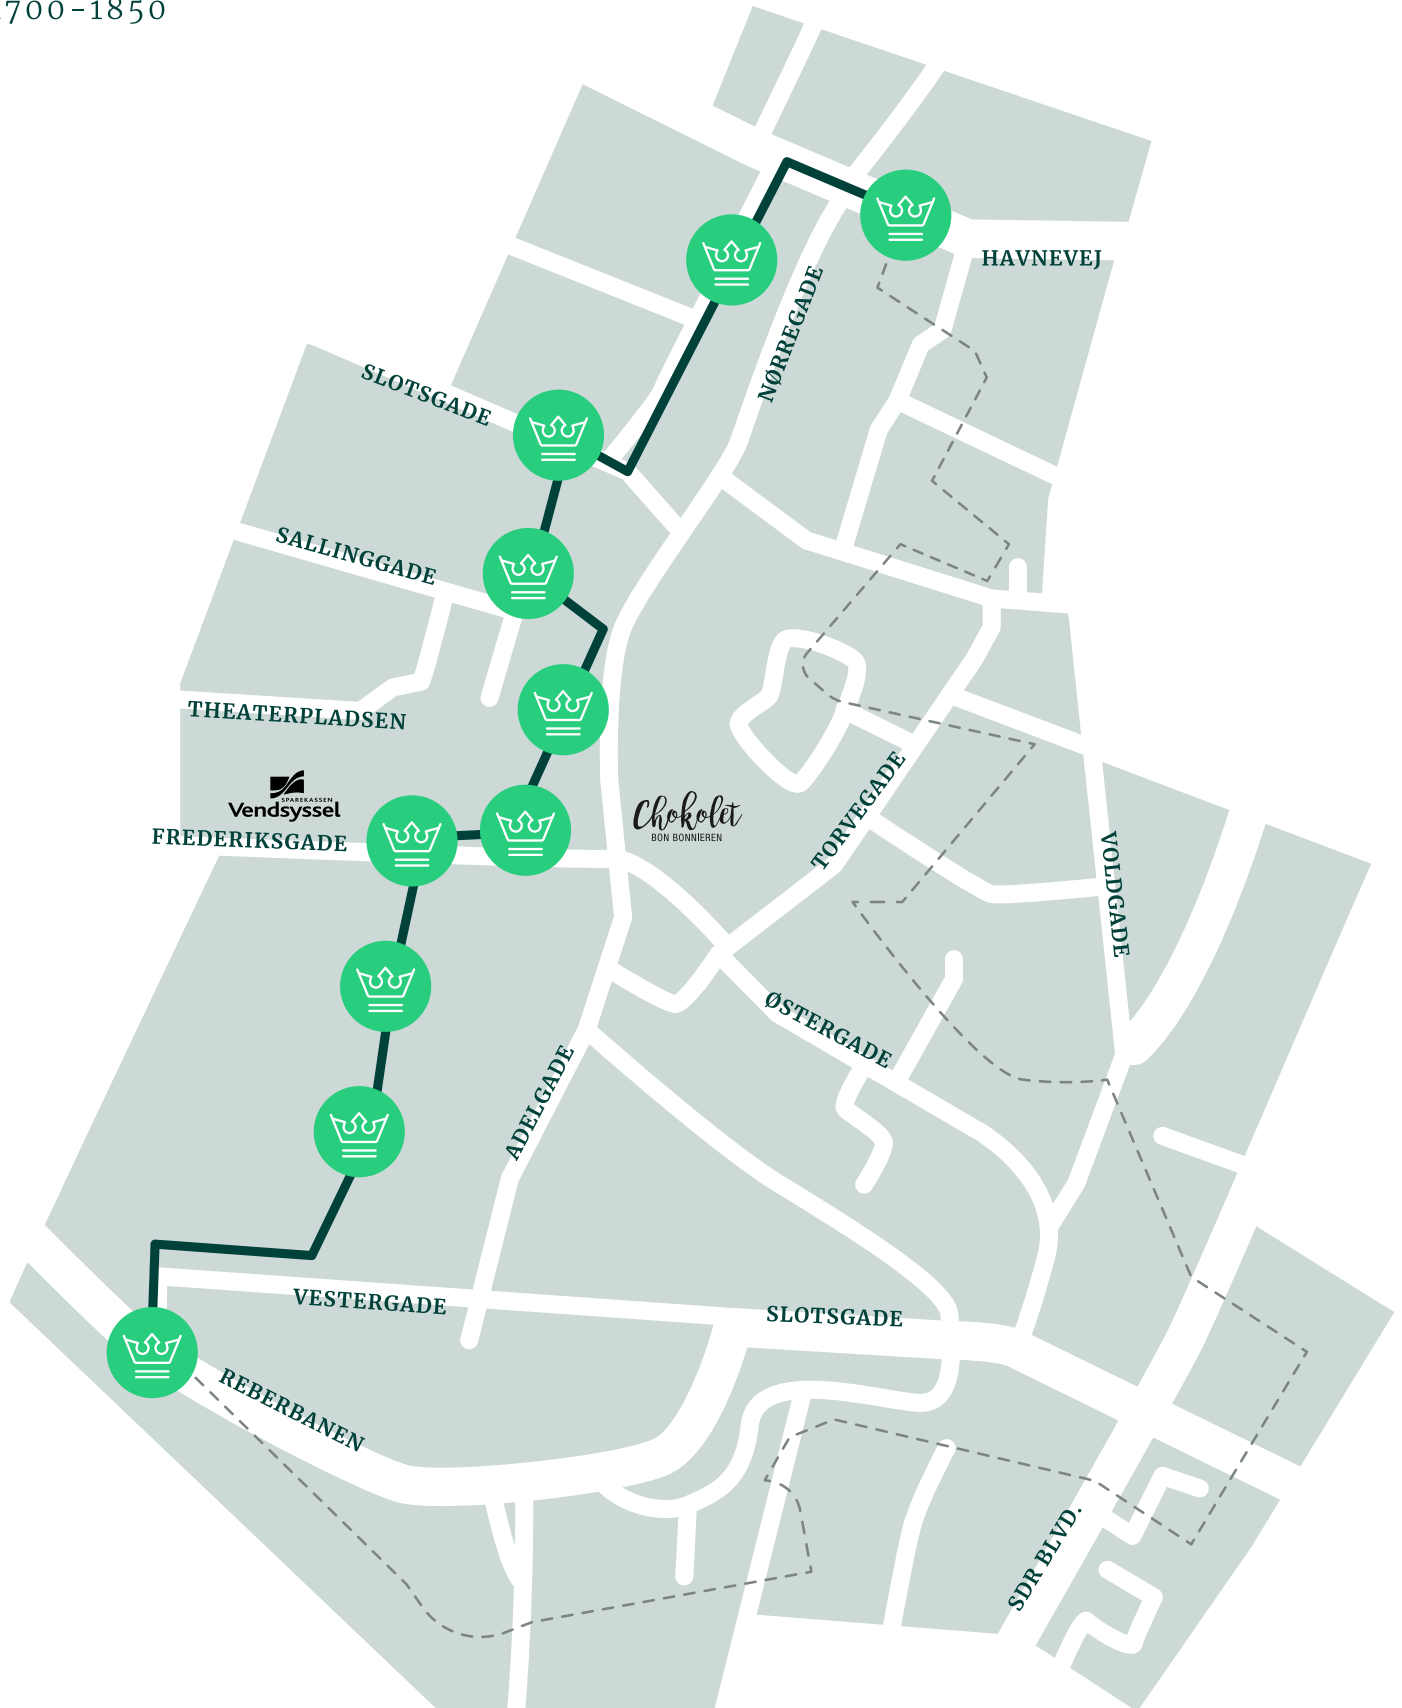 1700-1850
HAVNEVEJ
NØRREGADE
SLOTSGADE
SALLINGGADE
THEATERPLADSEN
SPAREKASSEN
Vendsyssel
FREDERIKSGADE
Chokolet
BON BONNIEREN
TORVEGADE
VOLDGADE
ØSTERGADE
ADELGADE
VESTERGADE
SLOTSGADE
REBERBANEN
SDR BLVD.